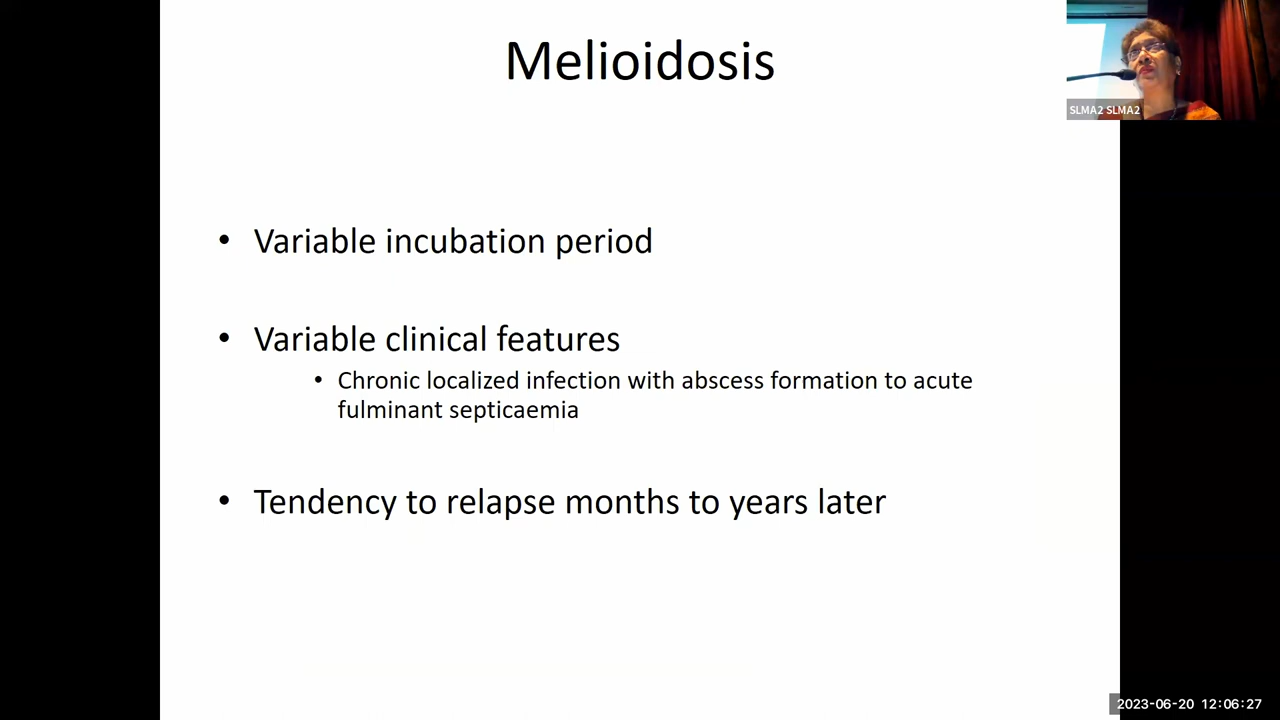 Melioidosis
SLMA2 SLMA2
• Variable incubation period
• Variable clinical features
• Chronic localized infection with abscess formation to acute
fulminant septicaemia
• Tendency to relapse months to years later
2023-06-20 12:06:27